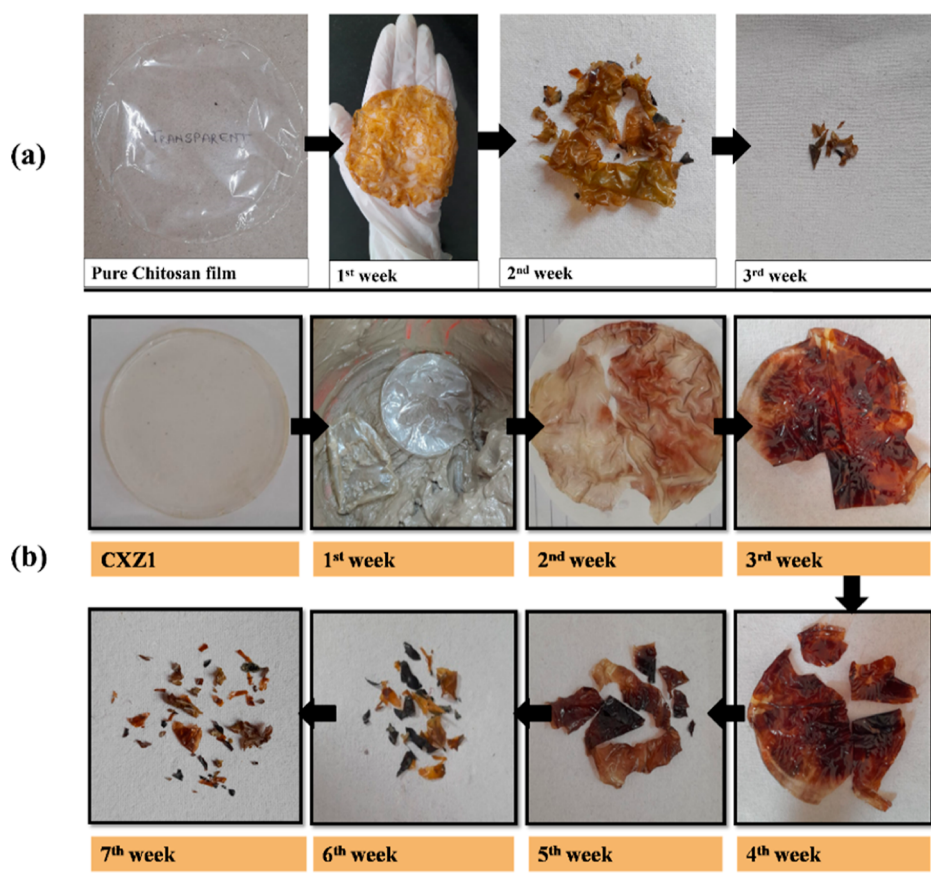 (a)
TRANSPARENT
Pure Chitosan film
1st week
2nd week
3rd week
(b)
CXZ1
1st week
2nd week
3rd week
7th week
6th week
5th week
4th week